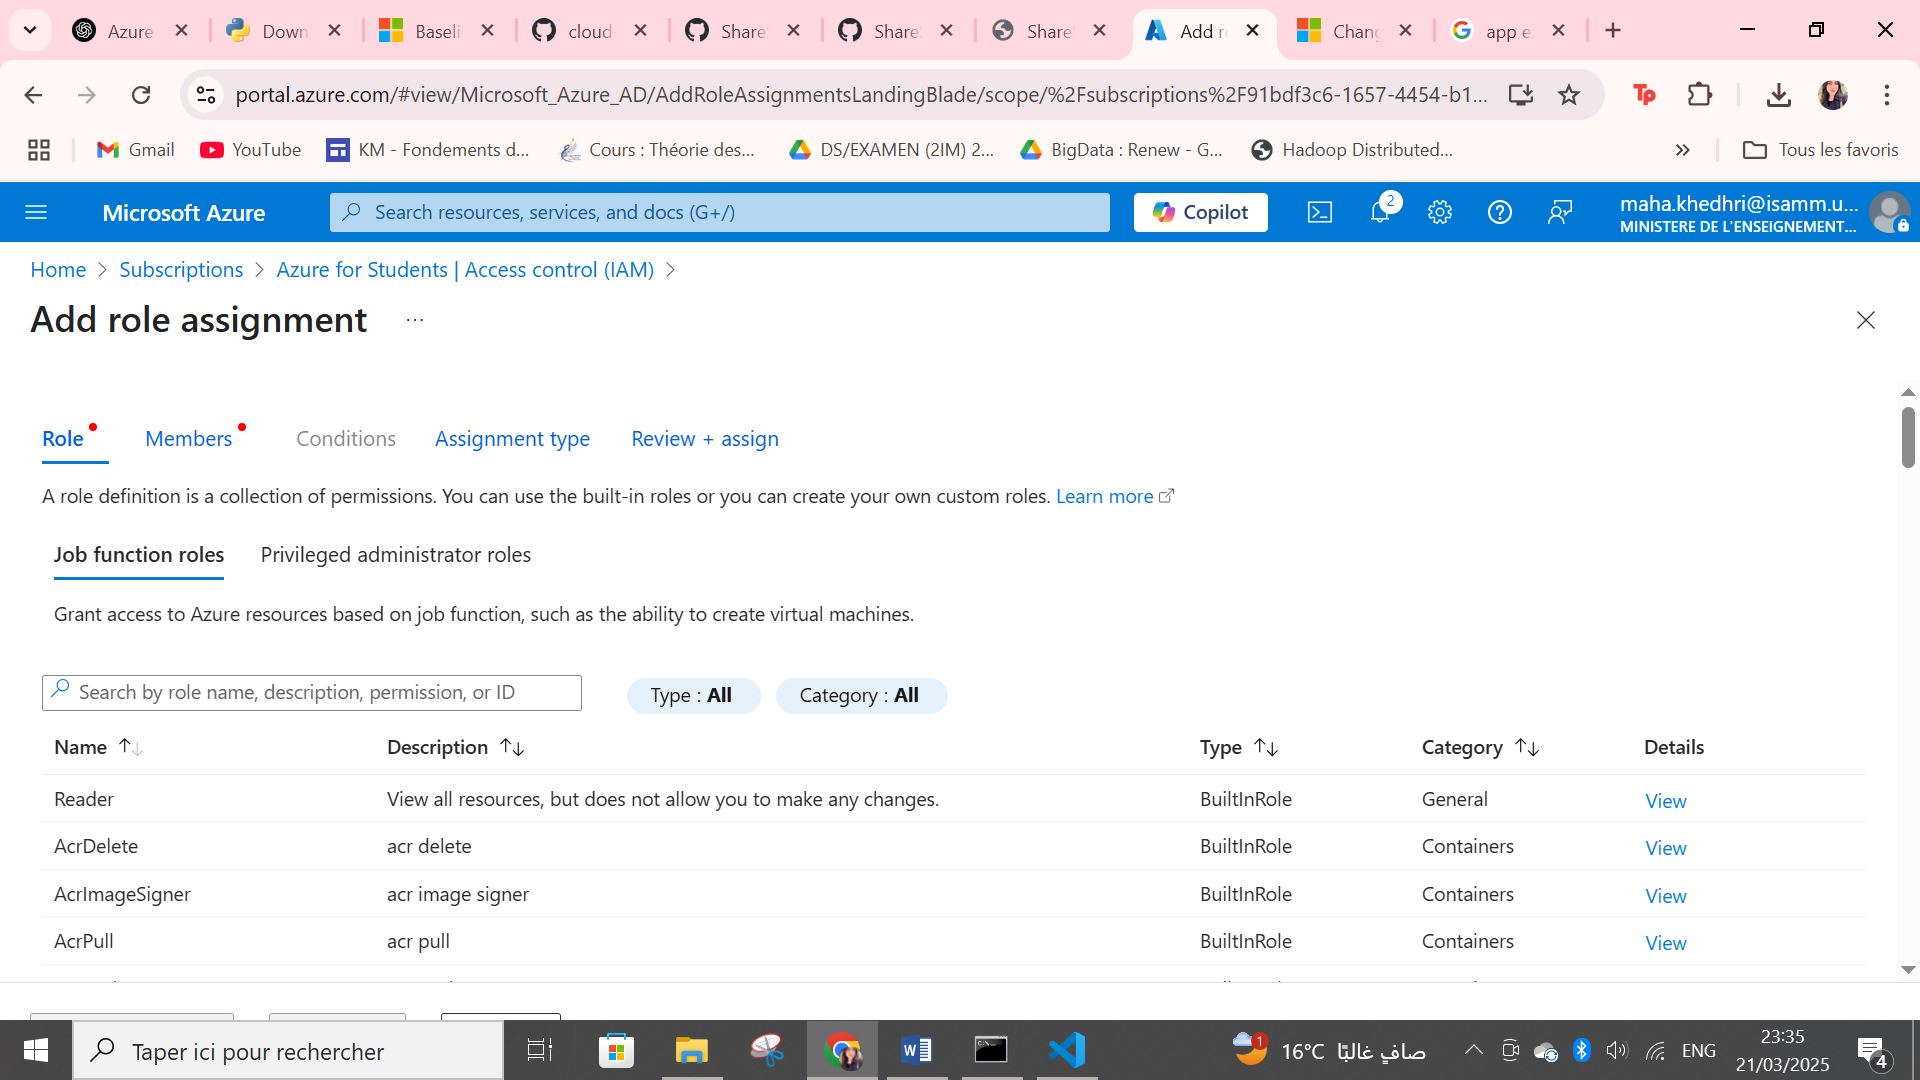 Azure
Down
Baseli
cloud
Share
Share
Share
Add r
Chang
app e
portal.azure.com/#view/Microsoft_Azure_AD/AddRoleAssignmentsLandingBlade/scope/%2Fsubscriptions%2F91bdf3c6-1657-4454-b1...
Gmail
YouTube
KM - Fondements d...
Cours : Théorie des...
DS/EXAMEN (2IM) 2...
BigData : Renew - G...
Hadoop Distributed...
Tous les favoris
Microsoft Azure
Search resources, services, and docs (G+/)
Copilot
2
maha.khedhri@isamm.u...
MINISTERE DE L'ENSEIGNEMENT...
Home > Subscriptions > Azure for Students | Access control (IAM) >
Add role assignment ...
Role
Members
Conditions
Assignment type
Review + assign
A role definition is a collection of permissions. You can use the built-in roles or you can create your own custom roles. Learn more
Job function roles
Privileged administrator roles
Grant access to Azure resources based on job function, such as the ability to create virtual machines.
Search by role name, description, permission, or ID
Type : All
Category : All
Name Description Type Category Details
Reader View all resources, but does not allow you to make any changes. BuiltInRole General View
AcrDelete acr delete BuiltInRole Containers View
AcrImageSigner acr image signer BuiltInRole Containers View
AcrPull acr pull BuiltInRole Containers View
Taper ici pour rechercher
1
16°C صافٍ غالبًا
ENG
23:35
21/03/2025
4